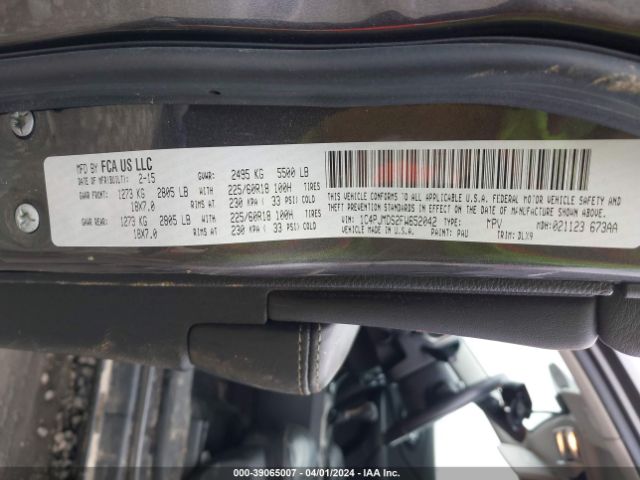 MFD BY FCA US LLC
DATE OF MFR(BUILT): 2-15 GVWR: 2495 KG 5500 LB
GAWR FRONT: 1273 KG 2805 LB WITH 225/60R18 100H TIRES
18X7.0 RIMS AT 230 KPA ( 33 PSI) COLD
GAWR REAR: 1273 KG 2805 LB WITH 225/60R18 100H TIRES
18X7.0 RIMS AT 230 KPA ( 33 PSI) COLD
THIS VEHICLE CONFORMS TO ALL APPLICABLE U.S.A. FEDERAL MOTOR VEHICLE SAFETY AND
THEFT PREVENTION STANDARDS IN EFFECT ON THE DATE OF MANUFACTURE SHOWN ABOVE.
VIN: 1C4PJMDS2FW652042 TYPE: MPV MDH: 021123 673AA
VEHICLE MADE IN U.S.A. PAINT: PAU TRIM: DLX9
000-39065007 - 04/01/2024 - IAA Inc.